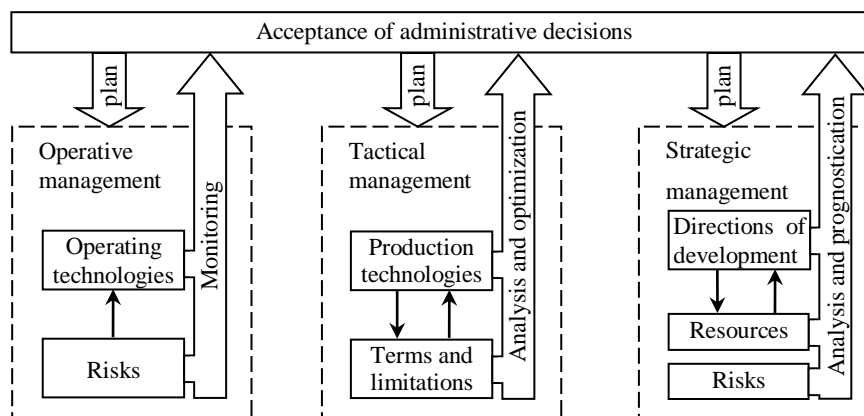 Acceptance of administrative decisions
plan
plan
plan
Operative
management
Operating
technologies
Risks
Monitoring
Tactical
management
Production
technologies
Terms and
limitations
Analysis and optimization
Strategic
management
Directions of
development
Resources
Risks
Analysis and prognostication